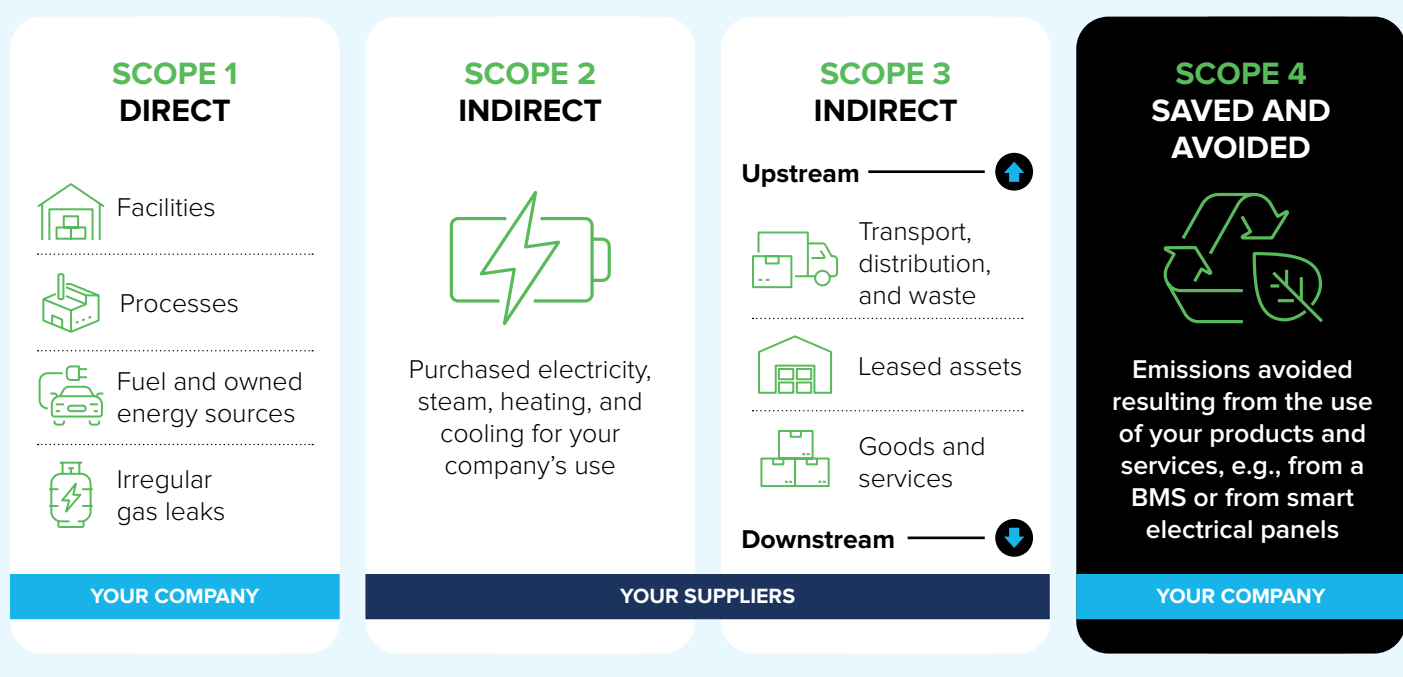 SCOPE 1
DIRECT
Facilities
Processes
Fuel and owned
energy sources
Irregular
gas leaks
YOUR COMPANY
SCOPE 2
INDIRECT
Purchased electricity,
steam, heating, and
cooling for your
company’s use
SCOPE 3
INDIRECT
Upstream
Transport,
distribution,
and waste
Leased assets
Goods and
services
Downstream
YOUR SUPPLIERS
SCOPE 4
SAVED AND
AVOIDED
Emissions avoided
resulting from the use
of your products and
services, e.g., from a
BMS or from smart
electrical panels
YOUR COMPANY